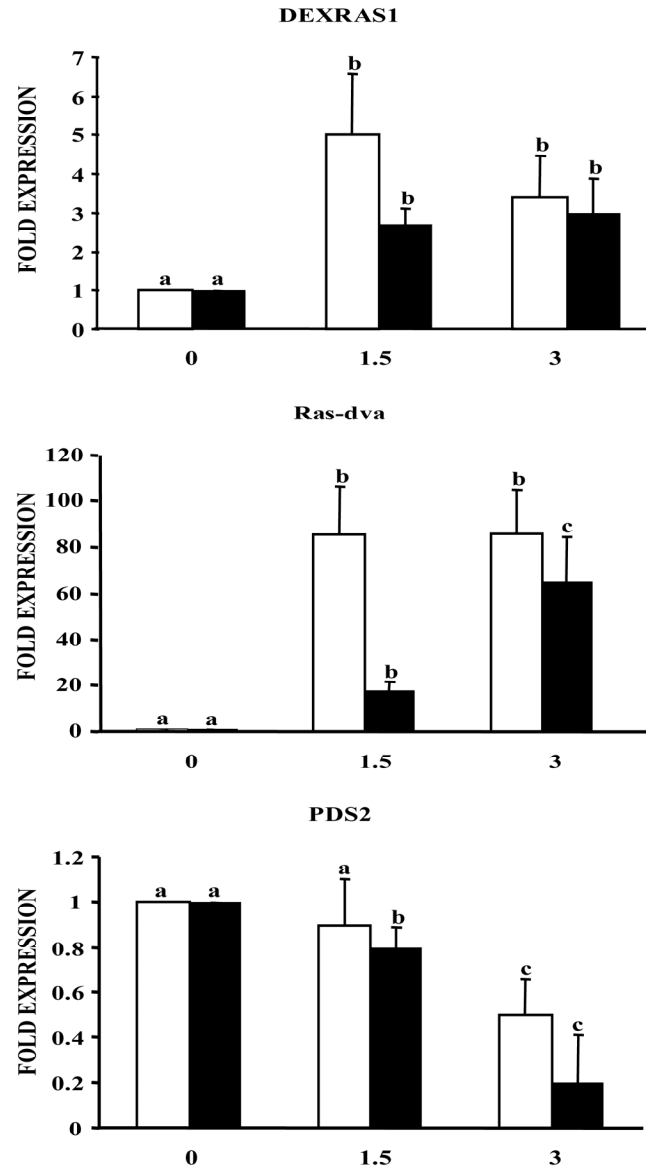 DEXRAS1
FOLD EXPRESSION
7
6
5
4
3
2
1
0
a a
b b
b b
0 1.5 3
Ras-dva
FOLD EXPRESSION
120
100
80
60
40
20
0
a a
b b
b c
0 1.5 3
PDS2
FOLD EXPRESSION
1.2
1
0.8
0.6
0.4
0.2
0
a a
a b
c c
0 1.5 3